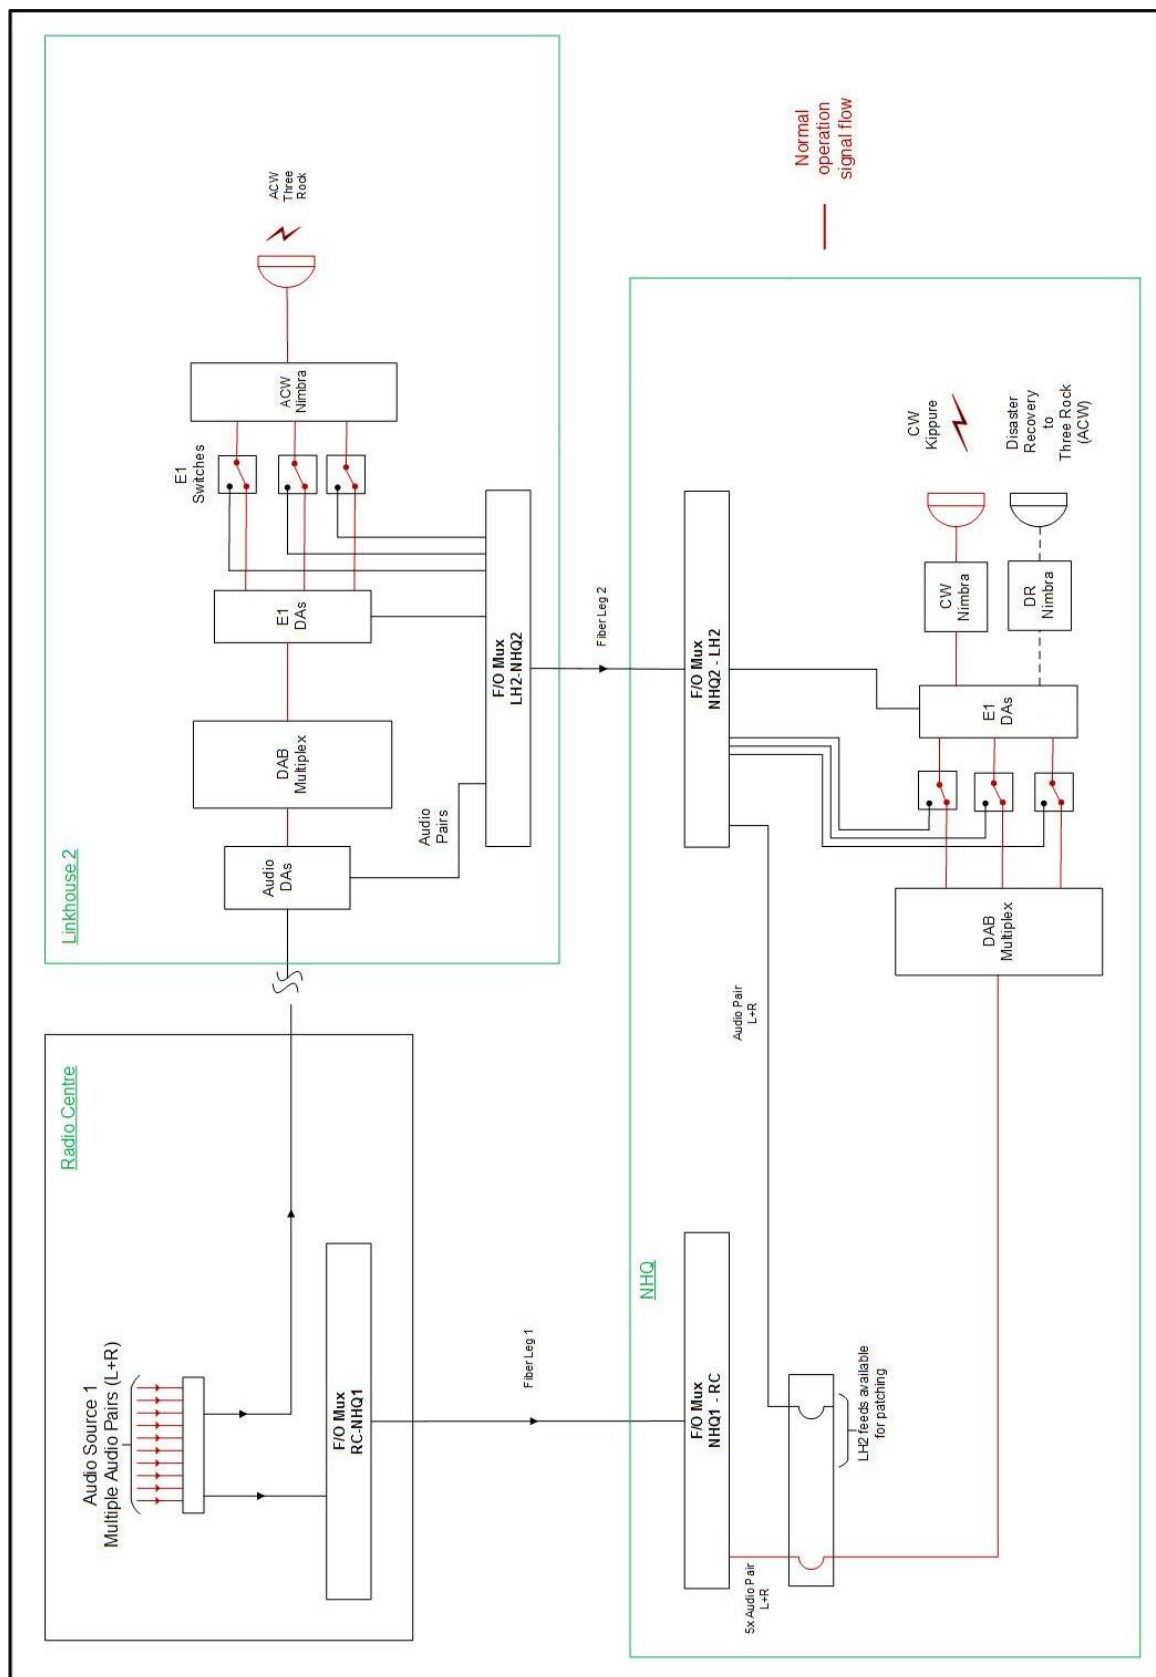 Radio Centre
Audio Source 1
Multiple Audio Pairs (L+R)
F/O Mux
RC-NHQ1
Fiber Leg 1
Linkhouse 2
Audio
DAs
Audio
Pairs
DAB
Multiplex
E1
DAs
E1
Switches
ACW
Nimbra
ACW
Three
Rock
F/O Mux
LH2-NHQ2
Fiber Leg 2
NHQ
F/O Mux
NHQ1 - RC
5x Audio Pair
L+R
LH2 feeds available
for patching
Audio Pair
L+R
F/O Mux
NHQ2 - LH2
DAB
Multiplex
E1
DAs
CW
Nimbra
DR
Nimbra
CW
Kippure
Disaster
Recovery
to
Three Rock
(ACW)
Normal
operation
signal flow